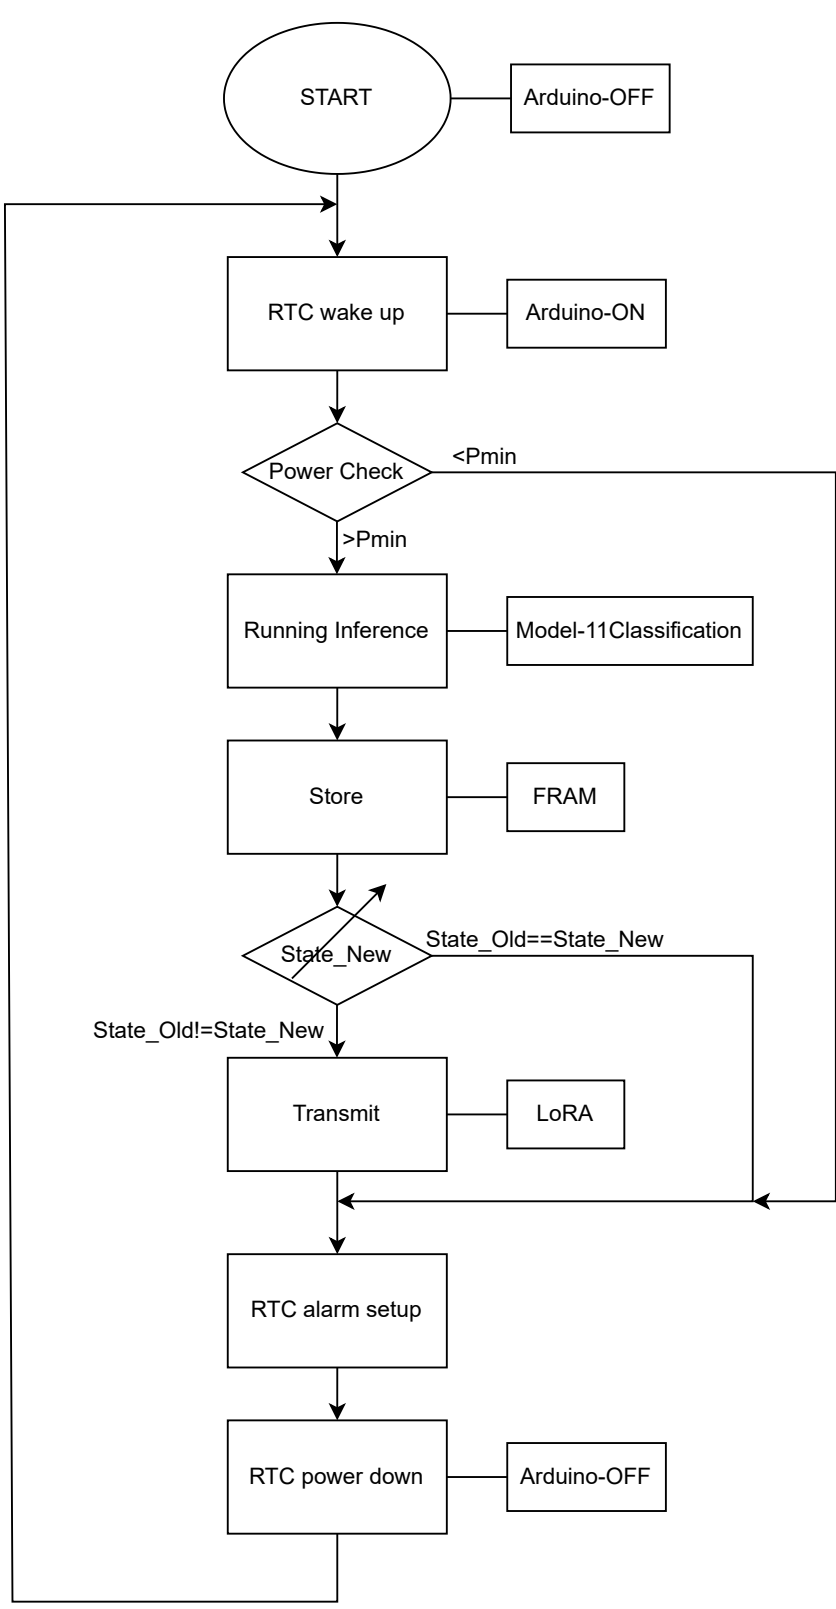 START
Arduino-OFF
RTC wake up
Arduino-ON
Power Check
<Pmin
>Pmin
Running Inference
Model-11Classification
Store
FRAM
State_New
State_Old==State_New
State_Old!=State_New
Transmit
LoRA
RTC alarm setup
RTC power down
Arduino-OFF